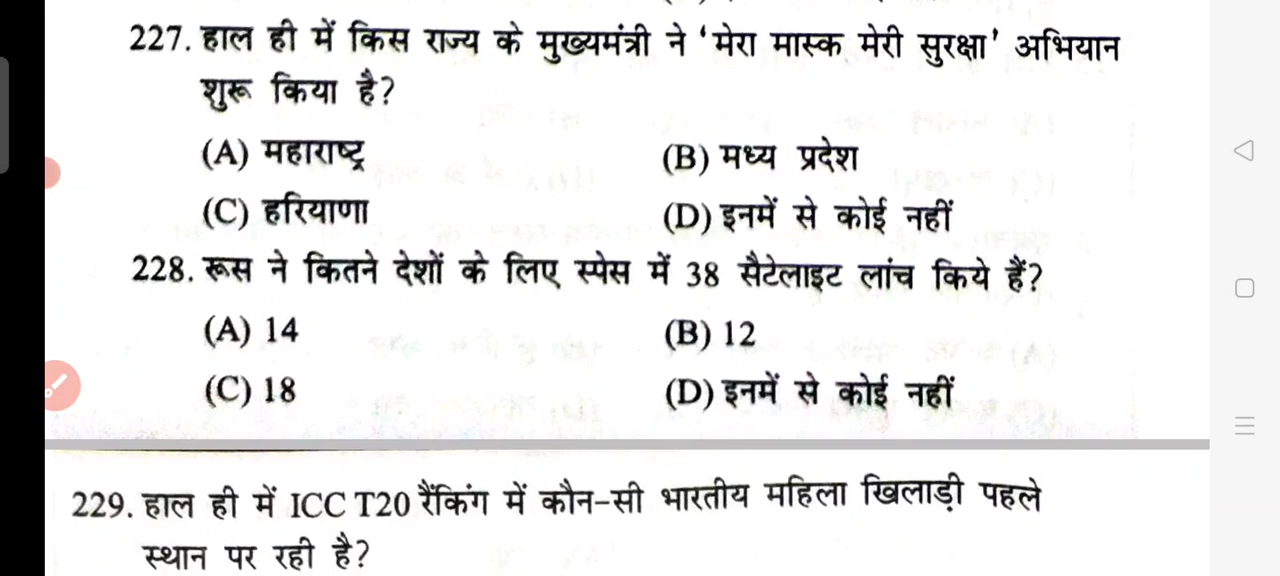 227. हाल ही में किस राज्य के मुख्यमंत्री ने ‘मेरा मास्क मेरी सुरक्षा’ अभियान
शुरू किया है?
(A) महाराष्ट्र (B) मध्य प्रदेश
(C) हरियाणा (D) इनमें से कोई नहीं
228. रूस ने कितने देशों के लिए स्पेस में 38 सैटेलाइट लांच किये हैं?
(A) 14 (B) 12
(C) 18 (D) इनमें से कोई नहीं
229. हाल ही में ICC T20 रैंकिंग में कौन-सी भारतीय महिला खिलाड़ी पहले
स्थान पर रही है?